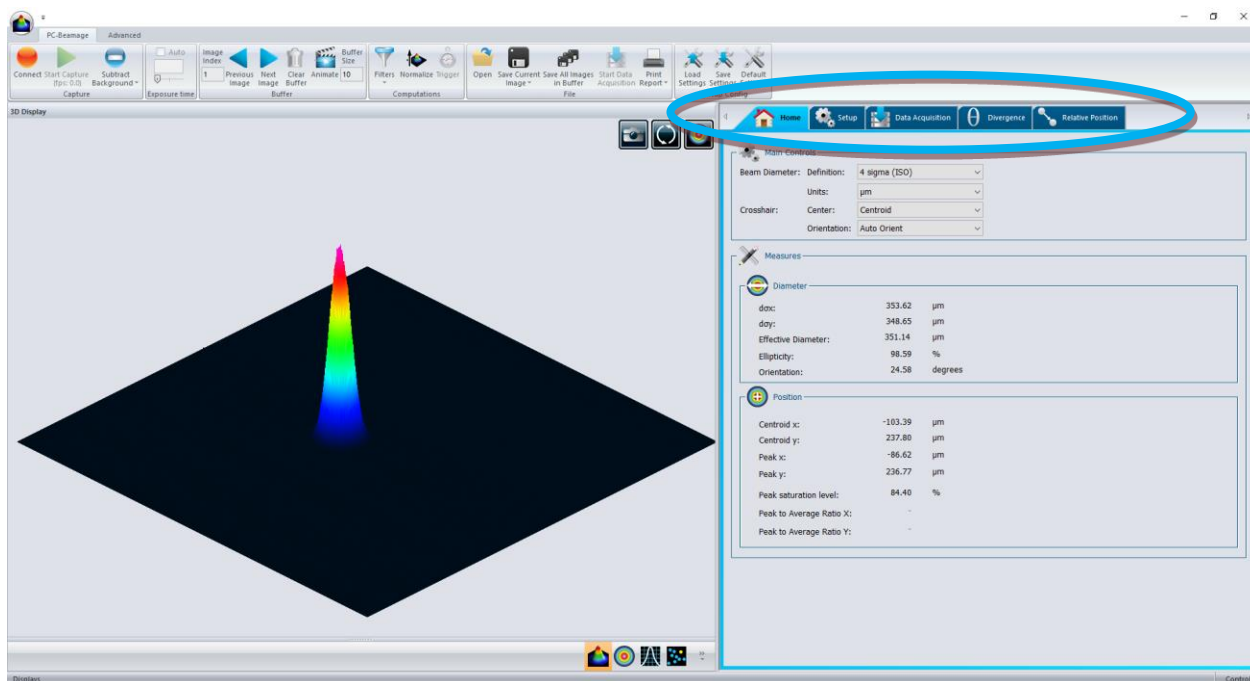 PC-Beamage Advanced
Connect
Start Capture
(fps: 0.0)
Subtract
Background
Capture
Auto
Exposure time
Image
Index
1
Previous
Image
Next
Image
Clear
Buffer
Animate
Buffer
Size
10
Buffer
Filters
Normalize
Trigger
Computations
Open
Save Current
Image
Save All Images
in Buffer
Start Data
Acquisition
Print
Report
File
Load
Settings
Save
Default
3D Display
Home Setup Data Acquisition Divergence Relative Position
Main Controls
Beam Diameter: Definition: 4 sigma (ISO)
Units: µm
Crosshair: Center: Centroid
Orientation: Auto Orient
Measures
Diameter
dσx: 353.62 µm
dσy: 348.65 µm
Effective Diameter: 351.14 µm
Ellipticity: 98.59 %
Orientation: 24.58 degrees
Position
Centroid x: -103.39 µm
Centroid y: 237.80 µm
Peak x: -86.62 µm
Peak y: 236.77 µm
Peak saturation level: 84.40 %
Peak to Average Ratio X: -
Peak to Average Ratio Y: -
Displays